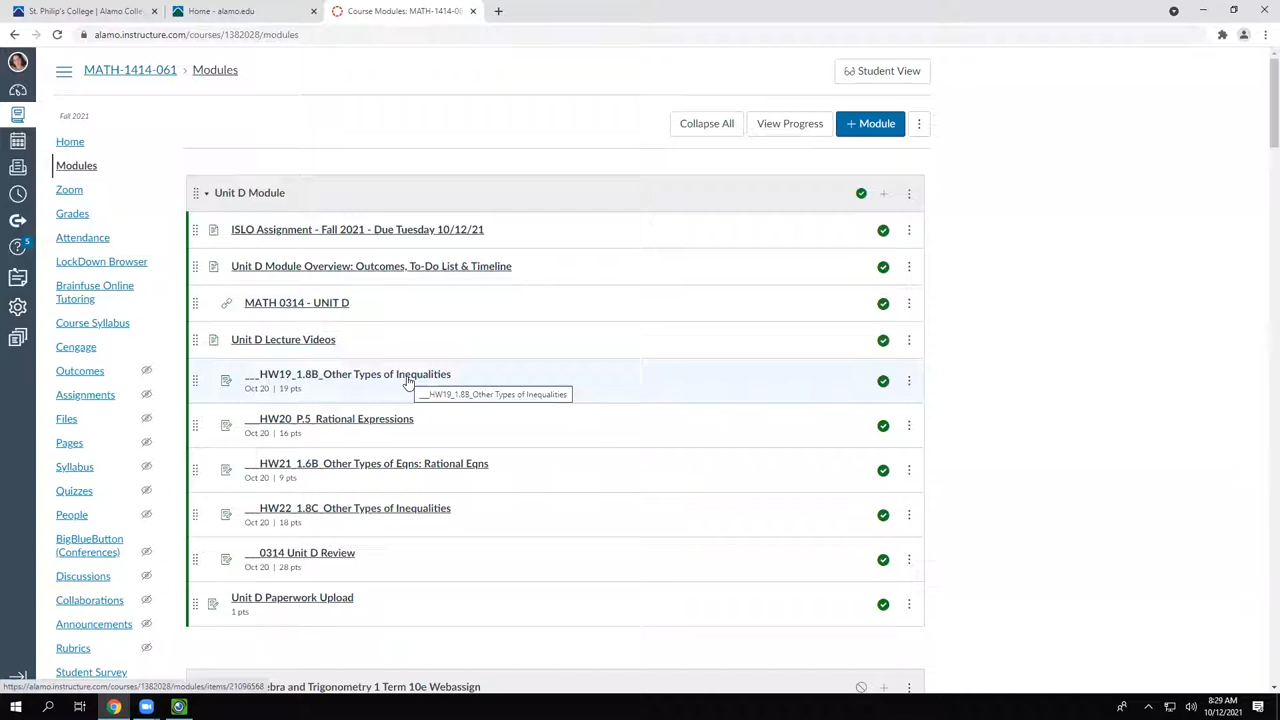 St. Philip's College | Alamo Colle
Home - alamo.edu
Course Modules: MATH-1414-06
alamo.instructure.com/courses/1382028/modules
MATH-1414-061 › Modules
Student View
Fall 2021
Collapse All
View Progress
+ Module
Home
Modules
Zoom
Grades
Attendance
LockDown Browser
Brainfuse Online
Tutoring
Course Syllabus
Cengage
Outcomes
Assignments
Files
Pages
Syllabus
Quizzes
People
BigBlueButton
(Conferences)
Discussions
Collaborations
Announcements
Rubrics
Student Survey
5
Unit D Module
ISLO Assignment - Fall 2021 - Due Tuesday 10/12/21
Unit D Module Overview: Outcomes, To-Do List & Timeline
MATH 0314 - UNIT D
Unit D Lecture Videos
___HW19_1.8B_Other Types of Inequalities
Oct 20 | 19 pts
___HW19_1.8B_Other Types of Inequalities
___HW20_P.5_Rational Expressions
Oct 20 | 16 pts
___HW21_1.6B_Other Types of Eqns: Rational Eqns
Oct 20 | 9 pts
___HW22_1.8C_Other Types of Inequalities
Oct 20 | 18 pts
___0314 Unit D Review
Oct 20 | 28 pts
Unit D Paperwork Upload
1 pts
ebra and Trigonometry 1 Term 10e Webassign
https://alamo.instructure.com/courses/1382028/modules/items/21096568
8:29 AM
10/12/2021